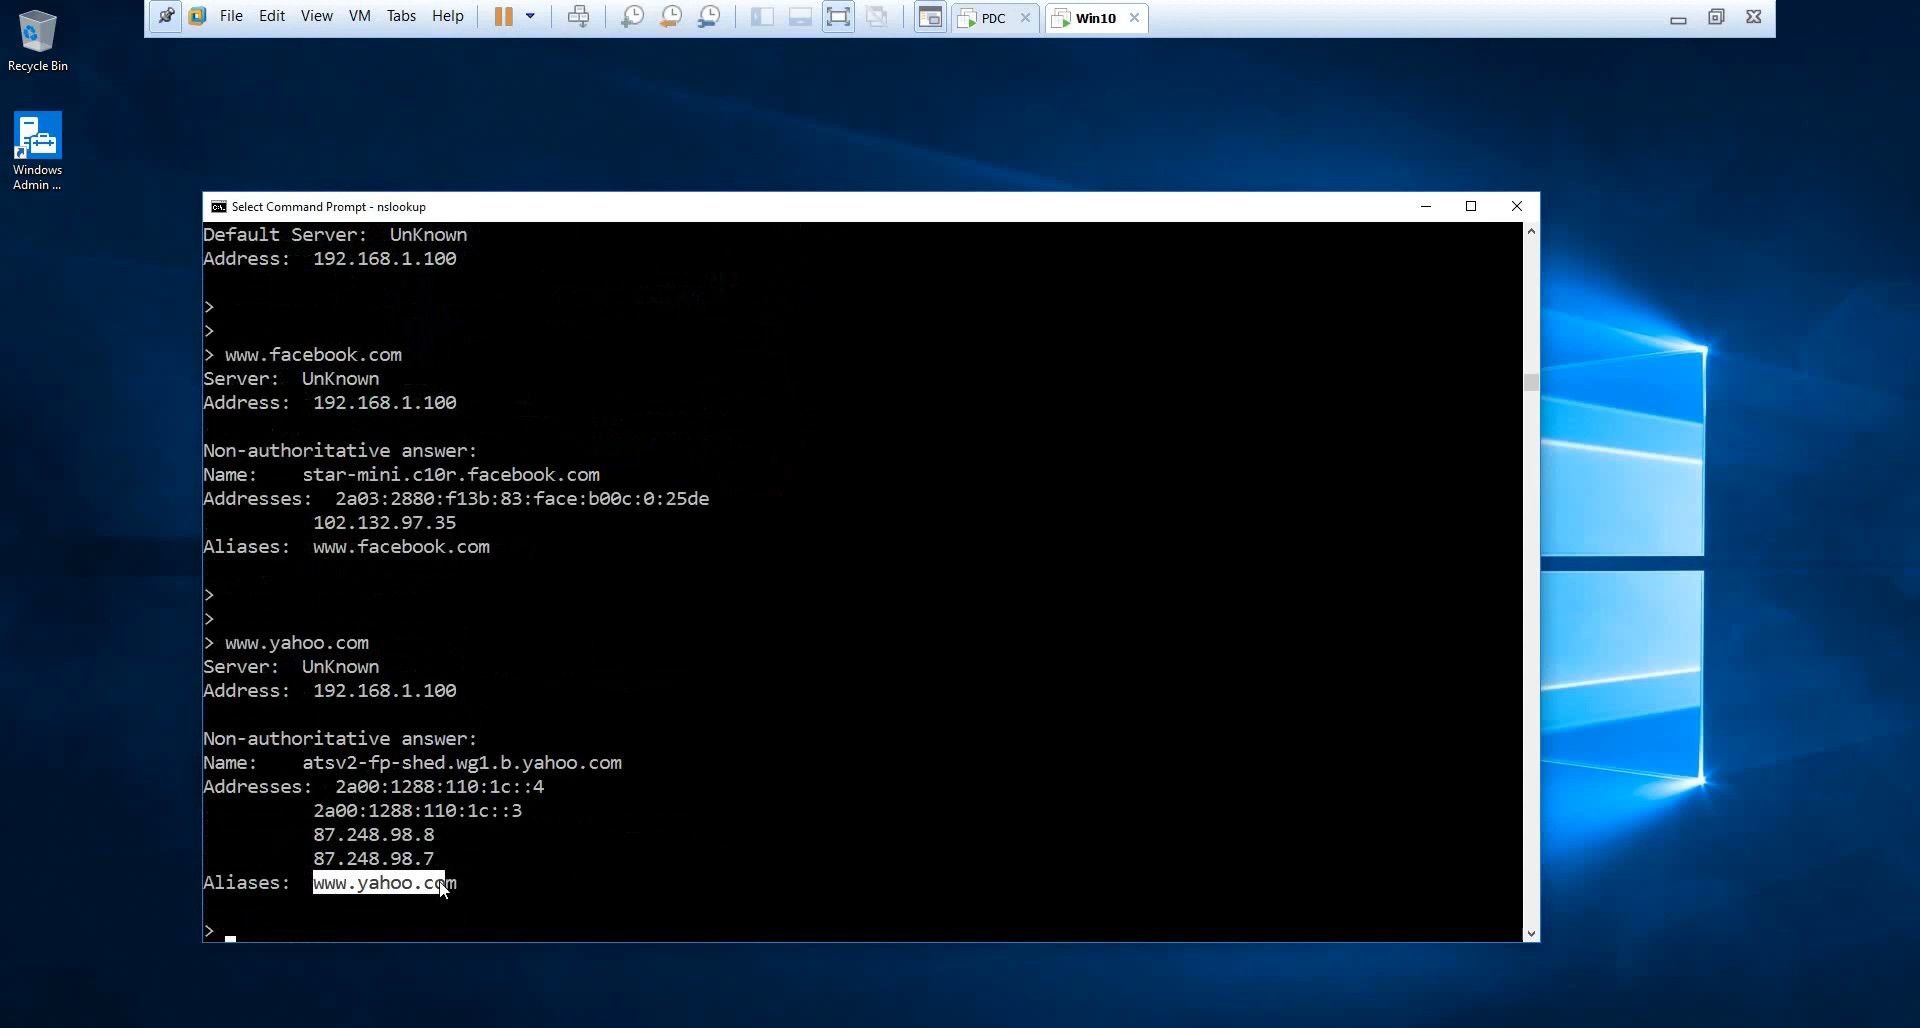 File Edit View VM Tabs Help PDC Win10
Recycle Bin
Windows
Admin ...
Select Command Prompt - nslookup
Default Server:  UnKnown
Address:  192.168.1.100
>
>
> www.facebook.com
Server:  UnKnown
Address:  192.168.1.100
Non-authoritative answer:
Name:    star-mini.c10r.facebook.com
Addresses:  2a03:2880:f13b:83:face:b00c:0:25de
102.132.97.35
Aliases:  www.facebook.com
>
>
> www.yahoo.com
Server:  UnKnown
Address:  192.168.1.100
Non-authoritative answer:
Name:    atsv2-fp-shed.wg1.b.yahoo.com
Addresses:  2a00:1288:110:1c::4
2a00:1288:110:1c::3
87.248.98.8
87.248.98.7
Aliases:  www.yahoo.com
>